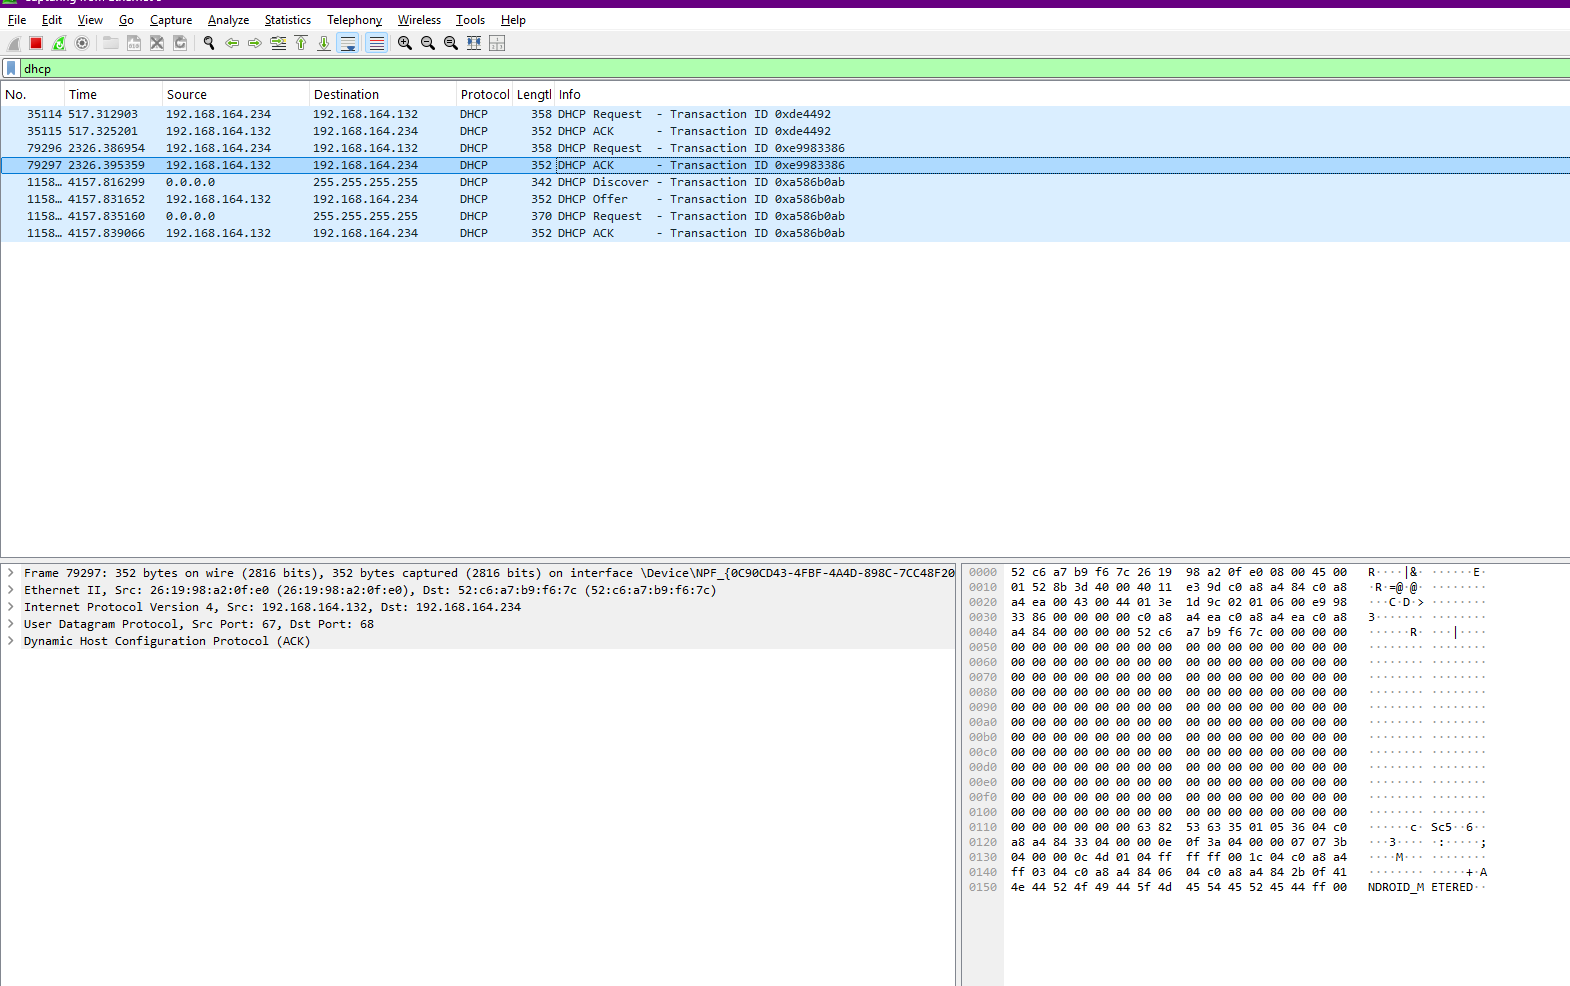 File Edit View Go Capture Analyze Statistics Telephony Wireless Tools Help
dhcp
No. Time Source Destination Protocol Lengtl Info
35114 517.312903 192.168.164.234 192.168.164.132 DHCP 358 DHCP Request - Transaction ID 0xde4492
35115 517.325201 192.168.164.132 192.168.164.234 DHCP 352 DHCP ACK - Transaction ID 0xde4492
79296 2326.386954 192.168.164.234 192.168.164.132 DHCP 358 DHCP Request - Transaction ID 0xe9983386
79297 2326.395359 192.168.164.132 192.168.164.234 DHCP 352 DHCP ACK - Transaction ID 0xe9983386
1158… 4157.816299 0.0.0.0 255.255.255.255 DHCP 342 DHCP Discover - Transaction ID 0xa586b0ab
1158… 4157.831652 192.168.164.132 192.168.164.234 DHCP 352 DHCP Offer - Transaction ID 0xa586b0ab
1158… 4157.835160 0.0.0.0 255.255.255.255 DHCP 370 DHCP Request - Transaction ID 0xa586b0ab
1158… 4157.839066 192.168.164.132 192.168.164.234 DHCP 352 DHCP ACK - Transaction ID 0xa586b0ab
Frame 79297: 352 bytes on wire (2816 bits), 352 bytes captured (2816 bits) on interface \Device\NPF_{0C90CD43-4FBF-4A4D-898C-7CC48F20
Ethernet II, Src: 26:19:98:a2:0f:e0 (26:19:98:a2:0f:e0), Dst: 52:c6:a7:b9:f6:7c (52:c6:a7:b9:f6:7c)
Internet Protocol Version 4, Src: 192.168.164.132, Dst: 192.168.164.234
User Datagram Protocol, Src Port: 67, Dst Port: 68
Dynamic Host Configuration Protocol (ACK)
0000 52 c6 a7 b9 f6 7c 26 19 98 a2 0f e0 08 00 45 00 R····|& ······E·
0010 01 52 8b 3d 40 00 40 11 e3 9d c0 a8 a4 84 c0 a8 ·R·=@·@· ········
0020 a4 ea 00 43 00 44 01 3e 1d 9c 02 01 06 00 e9 98 ···C·D·> ········
0030 33 86 00 00 00 00 c0 a8 a4 ea c0 a8 a4 ea c0 a8 3······· ········
0040 a4 84 00 00 00 00 52 c6 a7 b9 f6 7c 00 00 00 00 ······R· ···|····
0050 00 00 00 00 00 00 00 00 00 00 00 00 00 00 00 00 ········ ········
0060 00 00 00 00 00 00 00 00 00 00 00 00 00 00 00 00 ········ ········
0070 00 00 00 00 00 00 00 00 00 00 00 00 00 00 00 00 ········ ········
0080 00 00 00 00 00 00 00 00 00 00 00 00 00 00 00 00 ········ ········
0090 00 00 00 00 00 00 00 00 00 00 00 00 00 00 00 00 ········ ········
00a0 00 00 00 00 00 00 00 00 00 00 00 00 00 00 00 00 ········ ········
00b0 00 00 00 00 00 00 00 00 00 00 00 00 00 00 00 00 ········ ········
00c0 00 00 00 00 00 00 00 00 00 00 00 00 00 00 00 00 ········ ········
00d0 00 00 00 00 00 00 00 00 00 00 00 00 00 00 00 00 ········ ········
00e0 00 00 00 00 00 00 00 00 00 00 00 00 00 00 00 00 ········ ········
00f0 00 00 00 00 00 00 00 00 00 00 00 00 00 00 00 00 ········ ········
0100 00 00 00 00 00 00 00 00 00 00 00 00 00 00 00 00 ········ ········
0110 00 00 00 00 00 00 63 82 53 63 35 01 05 36 04 c0 ······c· Sc5··6··
0120 a8 a4 84 33 04 00 00 0e 0f 3a 04 00 00 07 07 3b ···3···· ·:·····;
0130 04 00 00 0c 4d 01 04 ff ff ff 00 1c 04 c0 a8 a4 ····M··· ········
0140 ff 03 04 c0 a8 a4 84 06 04 c0 a8 a4 84 2b 0f 41 ········ ·····+·A
0150 4e 44 52 4f 49 44 5f 4d 45 54 45 52 45 44 ff 00 NDROID_M ETERED··